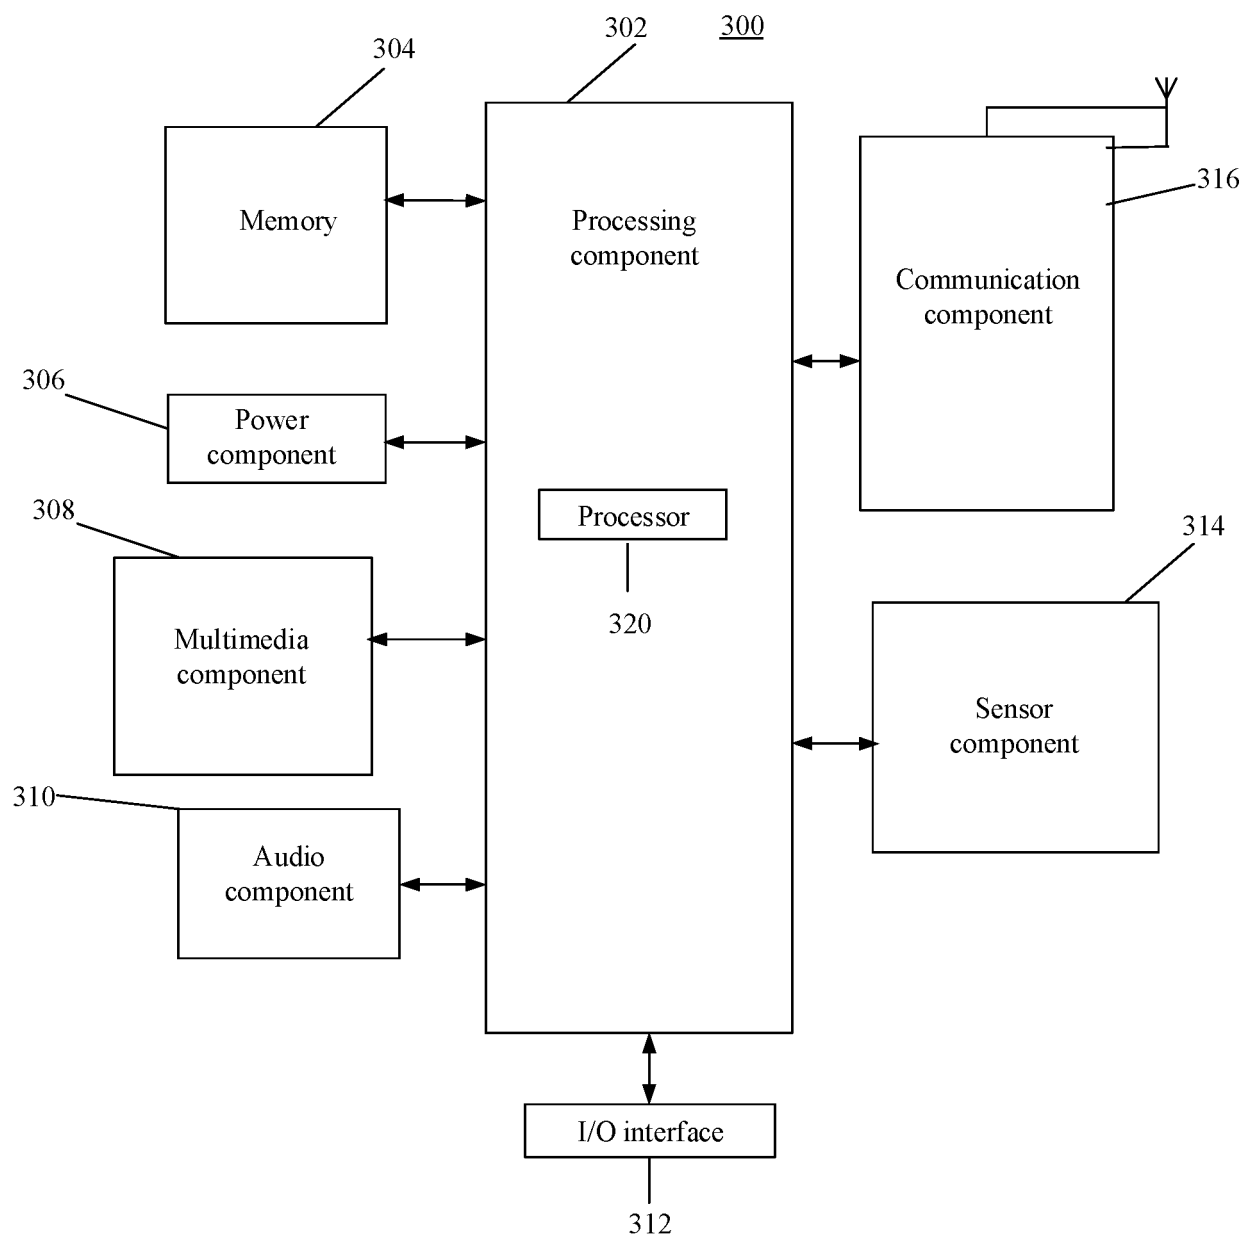 302
300
304
316
Memory
Processing
component
Communication
component
306
Power
component
308
Processor
314
320
Multimedia
component
Sensor
component
310
Audio
component
I/O interface
312